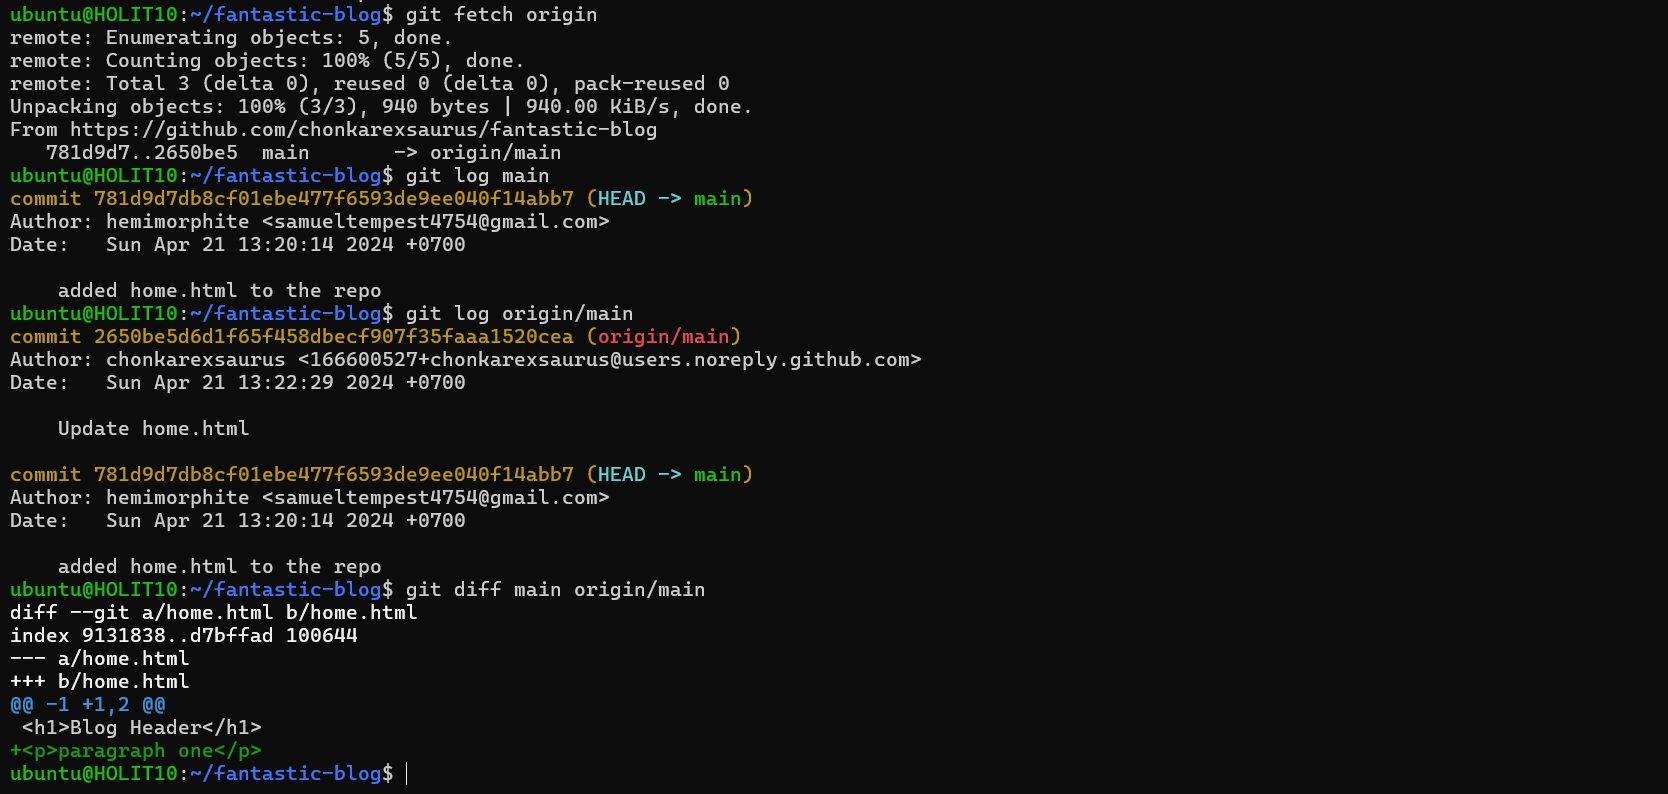 ubuntu@HOLIT10:~/fantastic-blog$ git fetch origin
remote: Enumerating objects: 5, done.
remote: Counting objects: 100% (5/5), done.
remote: Total 3 (delta 0), reused 0 (delta 0), pack-reused 0
Unpacking objects: 100% (3/3), 940 bytes | 940.00 KiB/s, done.
From https://github.com/chonkarexsaurus/fantastic-blog
   781d9d7..2650be5  main       -> origin/main
ubuntu@HOLIT10:~/fantastic-blog$ git log main
commit 781d9d7db8cf01ebe477f6593de9ee040f14abb7 (HEAD -> main)
Author: hemimorphite <samueltempest4754@gmail.com>
Date:   Sun Apr 21 13:20:14 2024 +0700
    added home.html to the repo
ubuntu@HOLIT10:~/fantastic-blog$ git log origin/main
commit 2650be5d6d1f65f458dbecf907f35faaa1520cea (origin/main)
Author: chonkarexsaurus <166600527+chonkarexsaurus@users.noreply.github.com>
Date:   Sun Apr 21 13:22:29 2024 +0700
    Update home.html
commit 781d9d7db8cf01ebe477f6593de9ee040f14abb7 (HEAD -> main)
Author: hemimorphite <samueltempest4754@gmail.com>
Date:   Sun Apr 21 13:20:14 2024 +0700
    added home.html to the repo
ubuntu@HOLIT10:~/fantastic-blog$ git diff main origin/main
diff --git a/home.html b/home.html
index 9131838..d7bffad 100644
--- a/home.html
+++ b/home.html
@@ -1 +1,2 @@
 <h1>Blog Header</h1>
+<p>paragraph one</p>
ubuntu@HOLIT10:~/fantastic-blog$